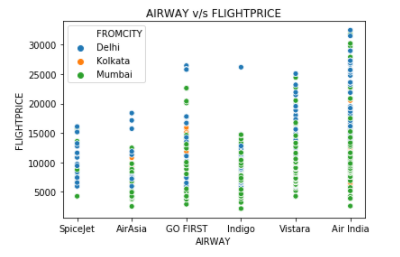 AIRWAY v/s FLIGHTPRICE
FROMCITY
Delhi
Kolkata
Mumbai
30000
25000
20000
15000
10000
5000
FLIGHTPRICE
SpiceJet AirAsia GO FIRST Indigo Vistara Air India
AIRWAY